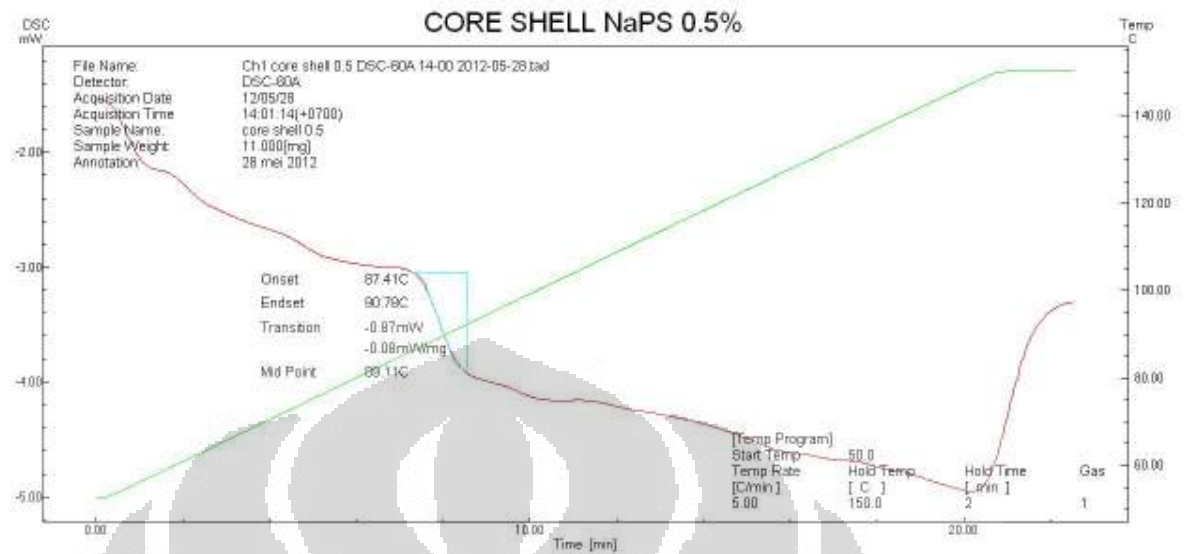 CORE SHELL NaPS 0.5%
DSC
mW
Temp
C
File Name: Ch1 core shell 0.5 DSC-60A 14-00 2012-05-28.tad
Detector: DSC-60A
Acquisition Date 12/05/28
Acquisition Time 14:01:14(+0700)
Sample Name: core shell 0.5
Sample Weight: 11.000[mg]
Annotation: 28 mei 2012
-2.00
-3.00
-4.00
-5.00
140.00
120.00
100.00
80.00
60.00
Onset 87.41C
Endset 90.79C
Transition -0.87mW
-0.08mW/mg
Mid Point 89.11C
[Temp Program]
Start Temp 50.0
Temp Rate Hold Temp Hold Time Gas
[C/min ] [ C ] [ min ]
5.00 150.0 2 1
0.00 10.00 20.00
Time [min]